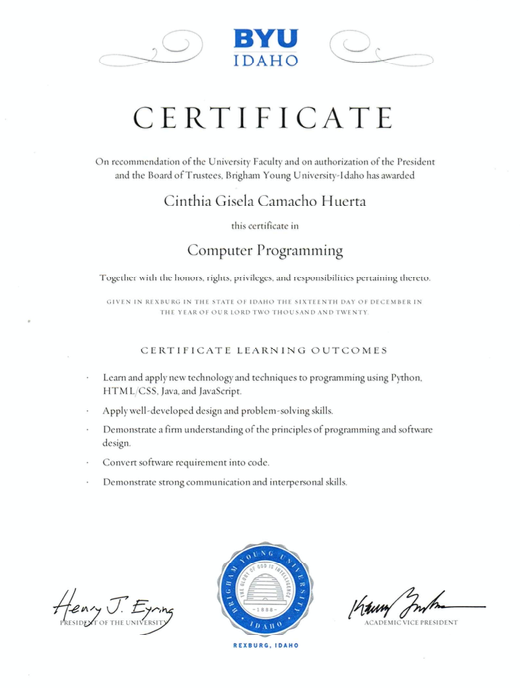 BYU
IDAHO
CERTIFICATE
On recommendation of the University Faculty and on authorization of the President
and the Board of Trustees, Brigham Young University-Idaho has awarded
Cinthia Gisela Camacho Huerta
this certificate in
Computer Programming
Together with the honors, rights, privileges, and responsibilities pertaining thereto.
GIVEN IN REXBURG IN THE STATE OF IDAHO THE SIXTEENTH DAY OF DECEMBER IN
THE YEAR OF OUR LORD TWO THOUSAND AND TWENTY.
CERTIFICATE LEARNING OUTCOMES
· Learn and apply new technology and techniques to programming using Python,
HTML/CSS, Java, and JavaScript.
· Apply well-developed design and problem-solving skills.
· Demonstrate a firm understanding of the principles of programming and software
design.
· Convert software requirement into code.
· Demonstrate strong communication and interpersonal skills.
BRIGHAM YOUNG UNIVERSITY
THE GLORY OF GOD IS INTELLIGENCE
1888
IDAHO
Henry J. Eyring
PRESIDENT OF THE UNIVERSITY
ACADEMIC VICE PRESIDENT
REXBURG, IDAHO